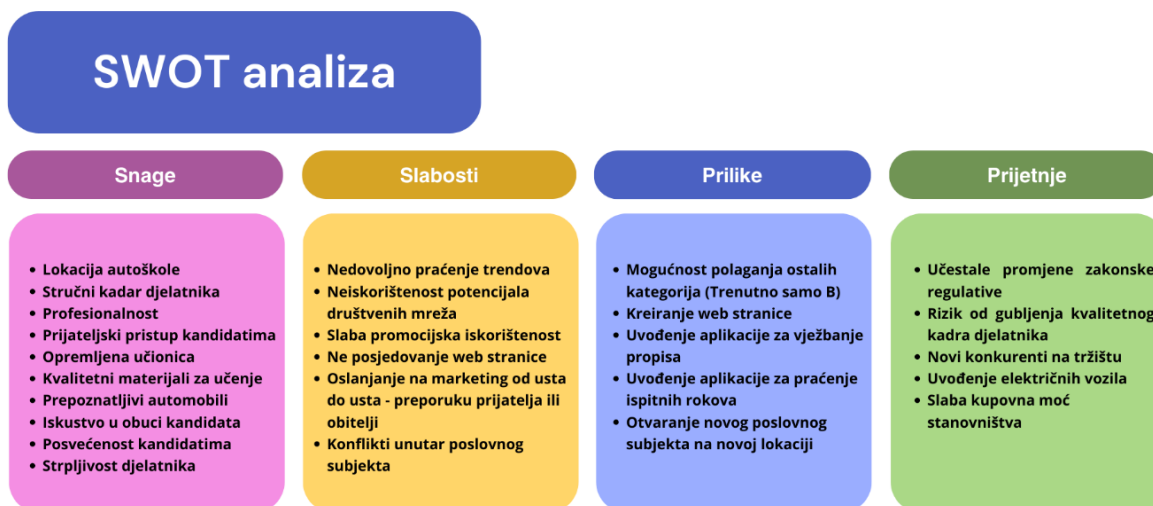 SWOT analiza
Snage
Lokacija autoškole
Stručni kadar djelatnika
Profesionalnost
Prijateljski pristup kandidatima
Opremljena učionica
Kvalitetni materijali za učenje
Prepoznatljivi automobili
Iskustvo u obuci kandidata
Posvećenost kandidatima
Strpljivost djelatnika
Slabosti
Nedovoljno praćenje trendova
Neiskorištenost potencijala
društvenih mreža
Slaba promocijska iskorištenost
Ne posjedovanje web stranice
Oslanjanje na marketing od usta
do usta - preporuku prijatelja ili
obitelji
Konflikti unutar poslovnog
subjekta
Prilike
Mogućnost polaganja ostalih
kategorija (Trenutno samo B)
Kreiranje web stranice
Uvođenje aplikacije za vježbanje
propisa
Uvođenje aplikacije za praćenje
ispitnih rokova
Otvaranje novog poslovnog
subjekta na novoj lokaciji
Prijetnje
Učestale promjene zakonske
regulative
Rizik od gubljenja kvalitetnog
kadra djelatnika
Novi konkurenti na tržištu
Uvođenje električnih vozila
Slaba kupovna moć
stanovništva